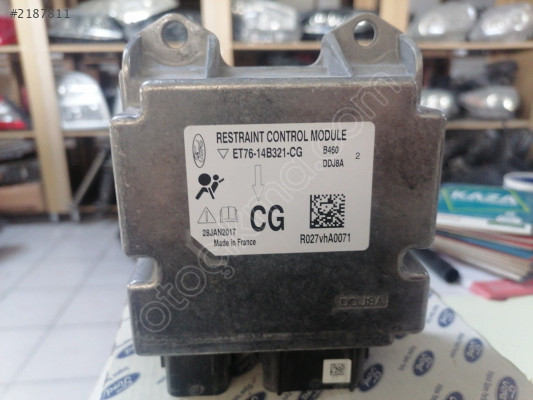 #2187811
RESTRAINT CONTROL MODULE
ET76-14B321-CG
B460
DDJ8A
2
CG
28JAN2017
Made in France
R027vhA0071
DDJ8A
KAZA